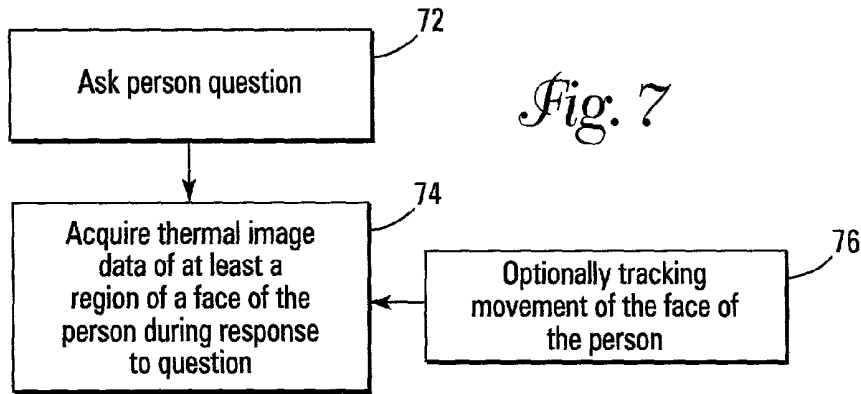 72
Ask person question
Fig. 7
74
Acquire thermal image
data of at least a
region of a face of the
person during response
to question
76
Optionally tracking
movement of the face of
the person